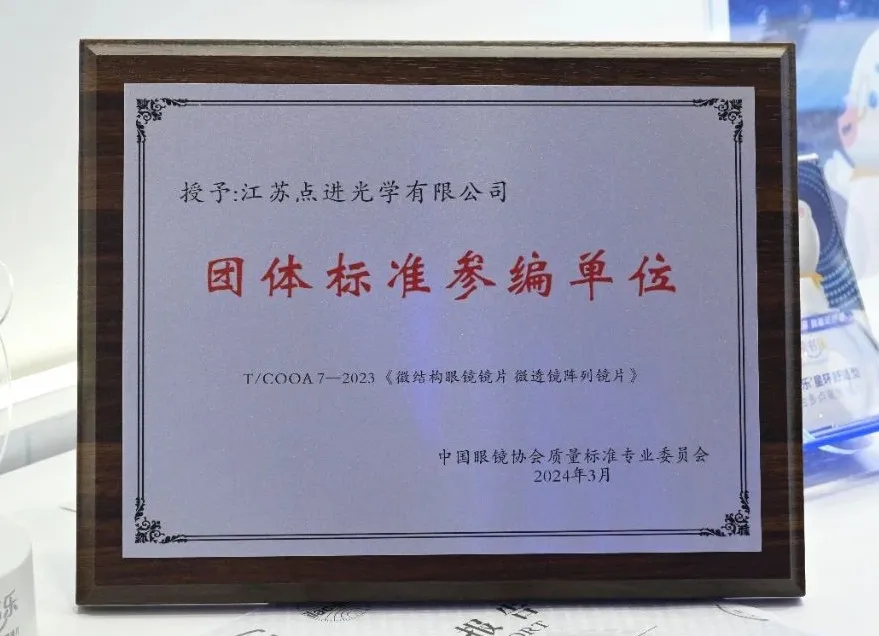 授予:江苏点进光学有限公司
团体标准参编单位
T/COOA 7—2023《微结构眼镜镜片 微透镜阵列镜片》
中国眼镜协会质量标准专业委员会
2024年3月
乐
报告